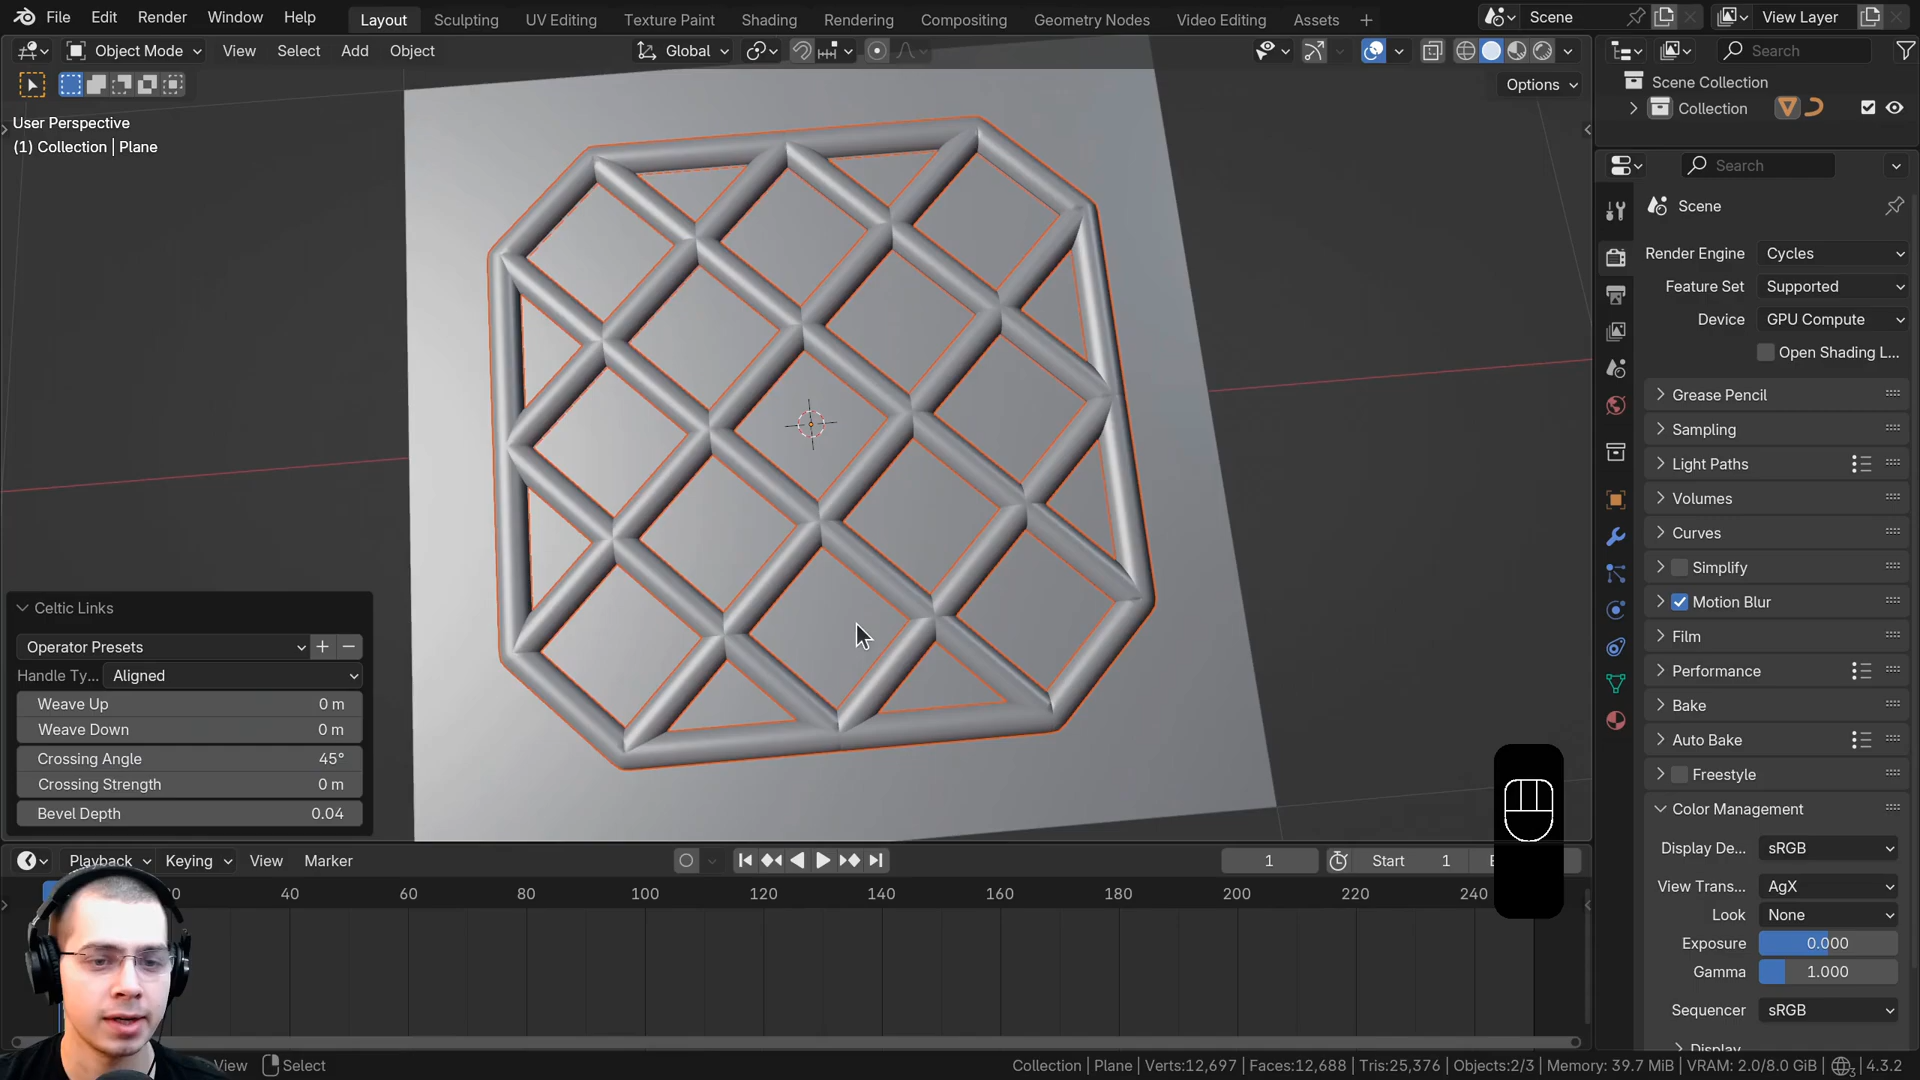 File Edit Render Window Help Layout Sculpting UV Editing Texture Paint Shading Rendering Compositing Geometry Nodes Video Editing Assets Scene View Layer
Object Mode View Select Add Object Global Search
Options
Scene Collection
Collection
User Perspective
(1) Collection | Plane
Search
Scene
Render Engine Cycles
Feature Set Supported
Device GPU Compute
Open Shading L...
Grease Pencil
Sampling
Light Paths
Volumes
Curves
Simplify
Motion Blur
Film
Performance
Bake
Auto Bake
Freestyle
Color Management
Display De... sRGB
View Trans... AgX
Look None
Exposure 0.000
Gamma 1.000
Sequencer sRGB
Display
Celtic Links
Operator Presets
Handle Ty... Aligned
Weave Up 0 m
Weave Down 0 m
Crossing Angle 45°
Crossing Strength 0 m
Bevel Depth 0.04
Playback Keying View Marker 1 Start 1
40 60 80 100 120 140 160 180 200 220 240
View Select
Collection | Plane | Verts:12,697 | Faces:12,688 | Tris:25,376 | Objects:2/3 | Memory: 39.7 MiB | VRAM: 2.0/8.0 GiB 4.3.2